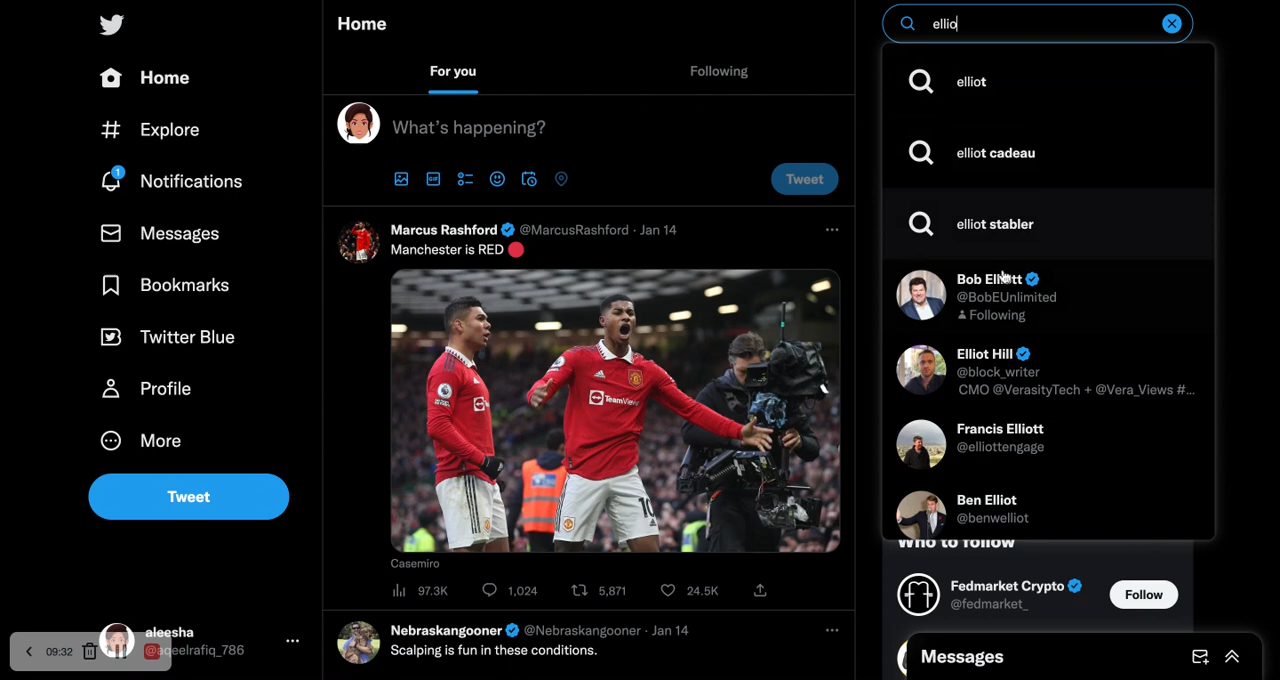 Home
Explore
1
Notifications
Messages
Bookmarks
Twitter Blue
Profile
More
Tweet
aleesha
@aqeelrafiq_786
09:32
Home
For you
Following
What's happening?
GIF
Tweet
Marcus Rashford @MarcusRashford · Jan 14
Manchester is RED
TeamViewer
10
Casemiro
97.3K 1,024 5,871 24.5K
Nebraskangooner @Nebraskangooner · Jan 14
Scalping is fun in these conditions.
ellio
elliot
elliot cadeau
elliot stabler
Bob Elliott
@BobEUnlimited
Following
Elliot Hill
@block_writer
CMO @VerasityTech + @Vera_Views #...
Francis Elliott
@elliottengage
Ben Elliot
@benwelliot
Who to follow
Fedmarket Crypto
@fedmarket_
Follow
Messages